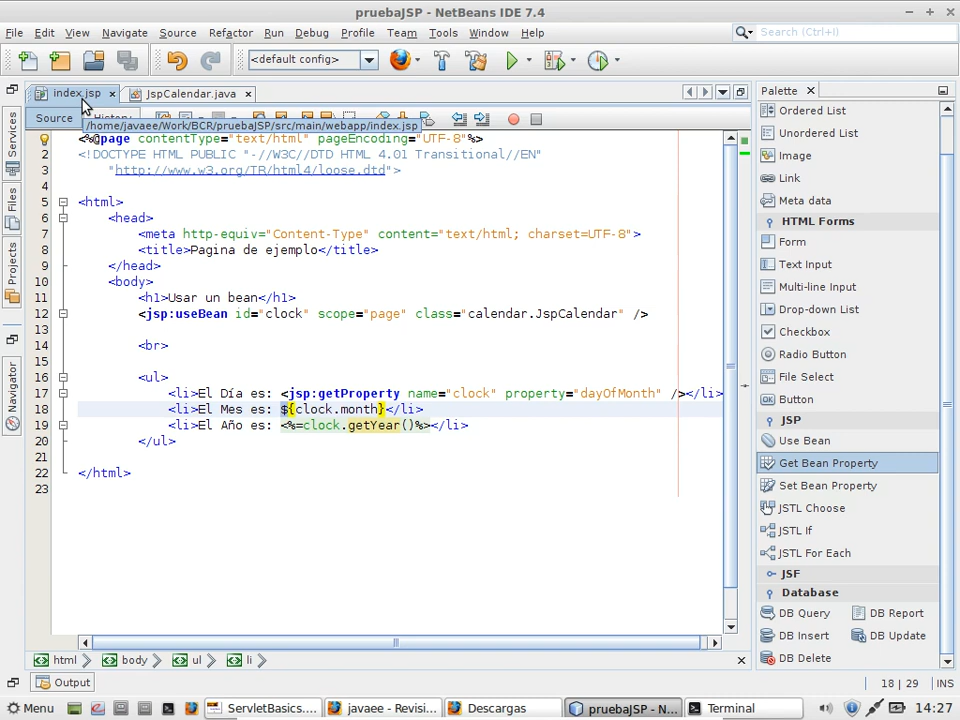 pruebaJSP - NetBeans IDE 7.4
File Edit View Navigate Source Refactor Run Debug Profile Team Tools Window Help
Search (Ctrl+I)
<default config>
index.jsp JspCalendar.java
Palette
Source History
/home/javaee/Work/BCR/pruebaJSP/src/main/webapp/index.jsp
Services
Files
Projects
Navigator
<%@page contentType="text/html" pageEncoding="UTF-8"%>
2 <!DOCTYPE HTML PUBLIC "-//W3C//DTD HTML 4.01 Transitional//EN"
3 "http://www.w3.org/TR/html4/loose.dtd">
4
5 <html>
6 <head>
7 <meta http-equiv="Content-Type" content="text/html; charset=UTF-8">
8 <title>Pagina de ejemplo</title>
9 </head>
10 <body>
11 <h1>Usar un bean</h1>
12 <jsp:useBean id="clock" scope="page" class="calendar.JspCalendar" />
13
14 <br>
15
16 <ul>
17 <li>El Día es: <jsp:getProperty name="clock" property="dayOfMonth" /></li>
18 <li>El Mes es: ${clock.month}</li>
19 <li>El Año es: <%=clock.getYear()%></li>
20 </ul>
21
22 </html>
23
Ordered List
Unordered List
Image
Link
Meta data
HTML Forms
Form
Text Input
Multi-line Input
Drop-down List
Checkbox
Radio Button
File Select
Button
JSP
Use Bean
Get Bean Property
Set Bean Property
JSTL Choose
JSTL If
JSTL For Each
JSF
Database
DB Query DB Report
DB Insert DB Update
DB Delete
html body ul li
Output
18 | 29 INS
Menu
ServletBasics....
javaee - Revisi...
Descargas
pruebaJSP - N...
Terminal
14:27